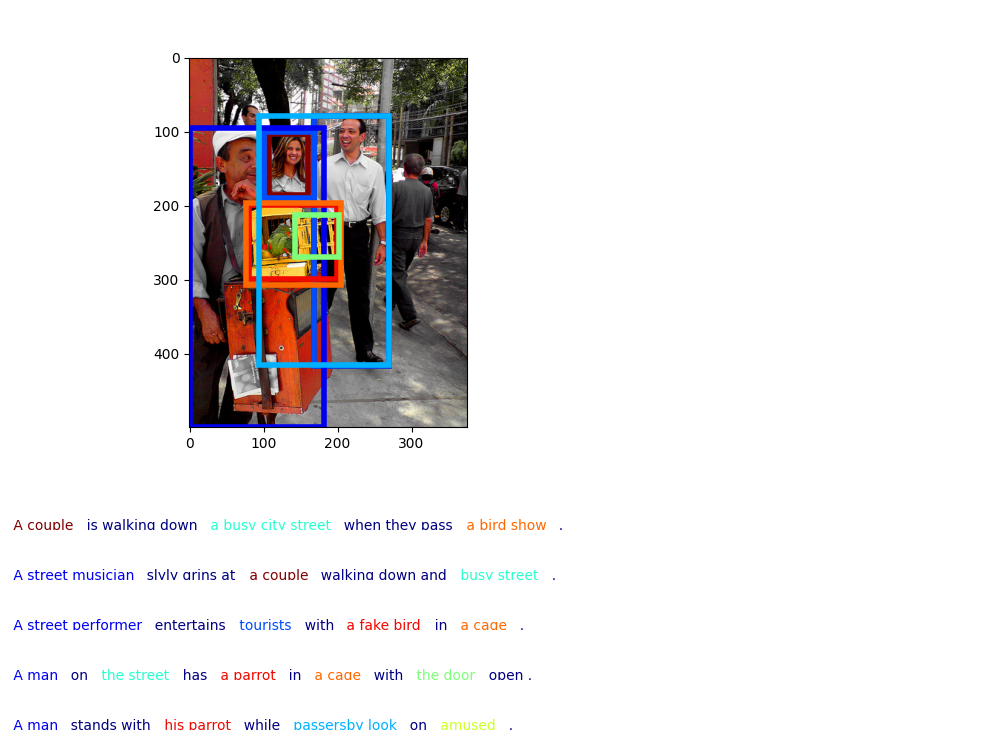 0
100
200
300
400
0 100 200 300
A couple is walking down a busy city street when they pass a bird show .
A street musician slyly grins at a couple walking down and busy street .
A street performer entertains tourists with a fake bird in a cage .
A man on the street has a parrot in a cage with the door open .
A man stands with his parrot while passersby look on amused .